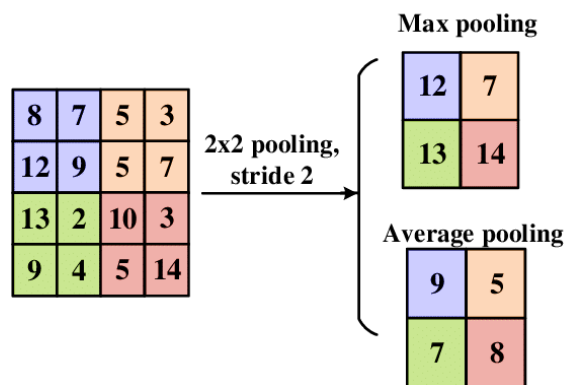 Max pooling
12 7
13 14
8 7 5 3
12 9 5 7
13 2 10 3
9 4 5 14
2x2 pooling,
stride 2
Average pooling
9 5
7 8